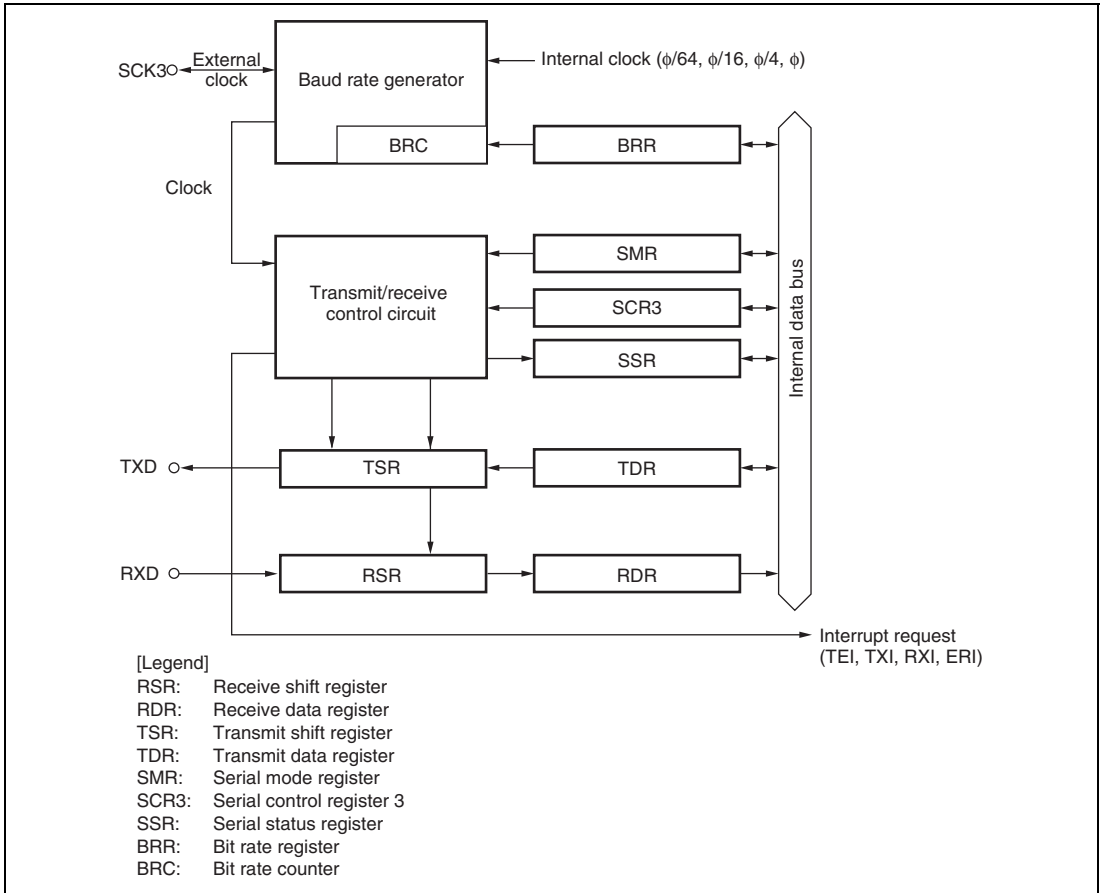 SCK3
External
clock
Baud rate generator
Internal clock (ϕ/64, ϕ/16, ϕ/4, ϕ)
BRC
BRR
Clock
Transmit/receive
control circuit
SMR
SCR3
SSR
Internal data bus
TXD
TSR
TDR
RXD
RSR
RDR
Interrupt request
(TEI, TXI, RXI, ERI)
[Legend]
RSR: Receive shift register
RDR: Receive data register
TSR: Transmit shift register
TDR: Transmit data register
SMR: Serial mode register
SCR3: Serial control register 3
SSR: Serial status register
BRR: Bit rate register
BRC: Bit rate counter